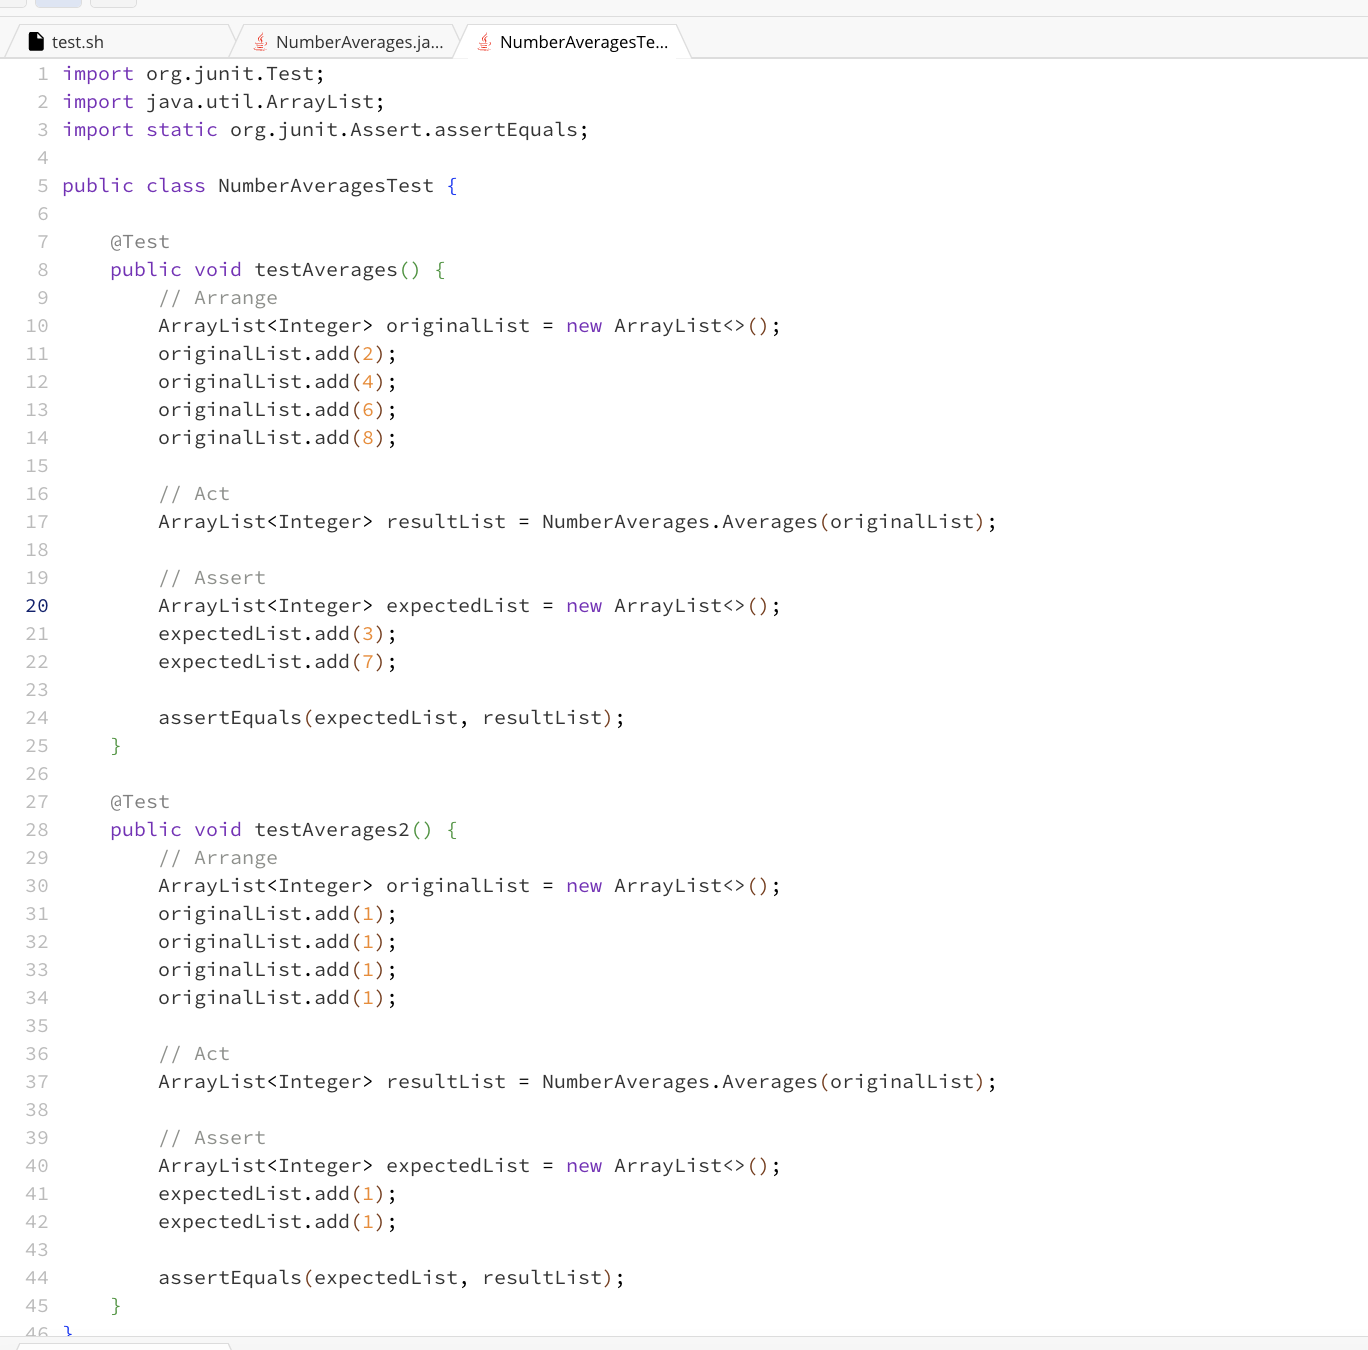 test.sh
NumberAverages.ja...
NumberAveragesTe...
1 import org.junit.Test;
2 import java.util.ArrayList;
3 import static org.junit.Assert.assertEquals;
4
5 public class NumberAveragesTest {
6
7     @Test
8     public void testAverages() {
9         // Arrange
10         ArrayList<Integer> originalList = new ArrayList<>();
11         originalList.add(2);
12         originalList.add(4);
13         originalList.add(6);
14         originalList.add(8);
15
16         // Act
17         ArrayList<Integer> resultList = NumberAverages.Averages(originalList);
18
19         // Assert
20         ArrayList<Integer> expectedList = new ArrayList<>();
21         expectedList.add(3);
22         expectedList.add(7);
23
24         assertEquals(expectedList, resultList);
25     }
26
27     @Test
28     public void testAverages2() {
29         // Arrange
30         ArrayList<Integer> originalList = new ArrayList<>();
31         originalList.add(1);
32         originalList.add(1);
33         originalList.add(1);
34         originalList.add(1);
35
36         // Act
37         ArrayList<Integer> resultList = NumberAverages.Averages(originalList);
38
39         // Assert
40         ArrayList<Integer> expectedList = new ArrayList<>();
41         expectedList.add(1);
42         expectedList.add(1);
43
44         assertEquals(expectedList, resultList);
45     }
46 }